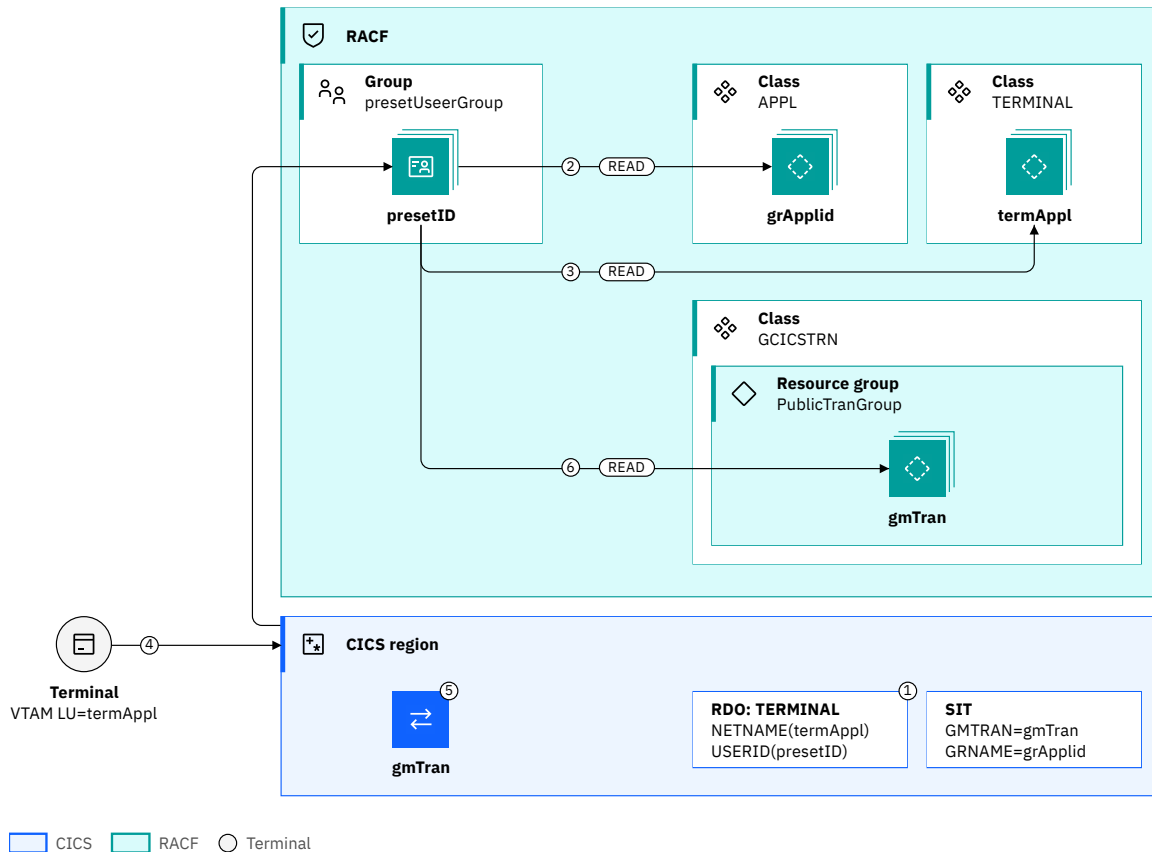 RACF
Group
presetUseerGroup
presetID
2
READ
Class
APPL
grApplid
Class
TERMINAL
termAppl
3
READ
Class
GCICSTRN
Resource group
PublicTranGroup
6
READ
gmTran
Terminal
VTAM LU=termAppl
4
CICS region
5
gmTran
1
RDO: TERMINAL
NETNAME(termAppl)
USERID(presetID)
SIT
GMTRAN=gmTran
GRNAME=grApplid
CICS
RACF
Terminal